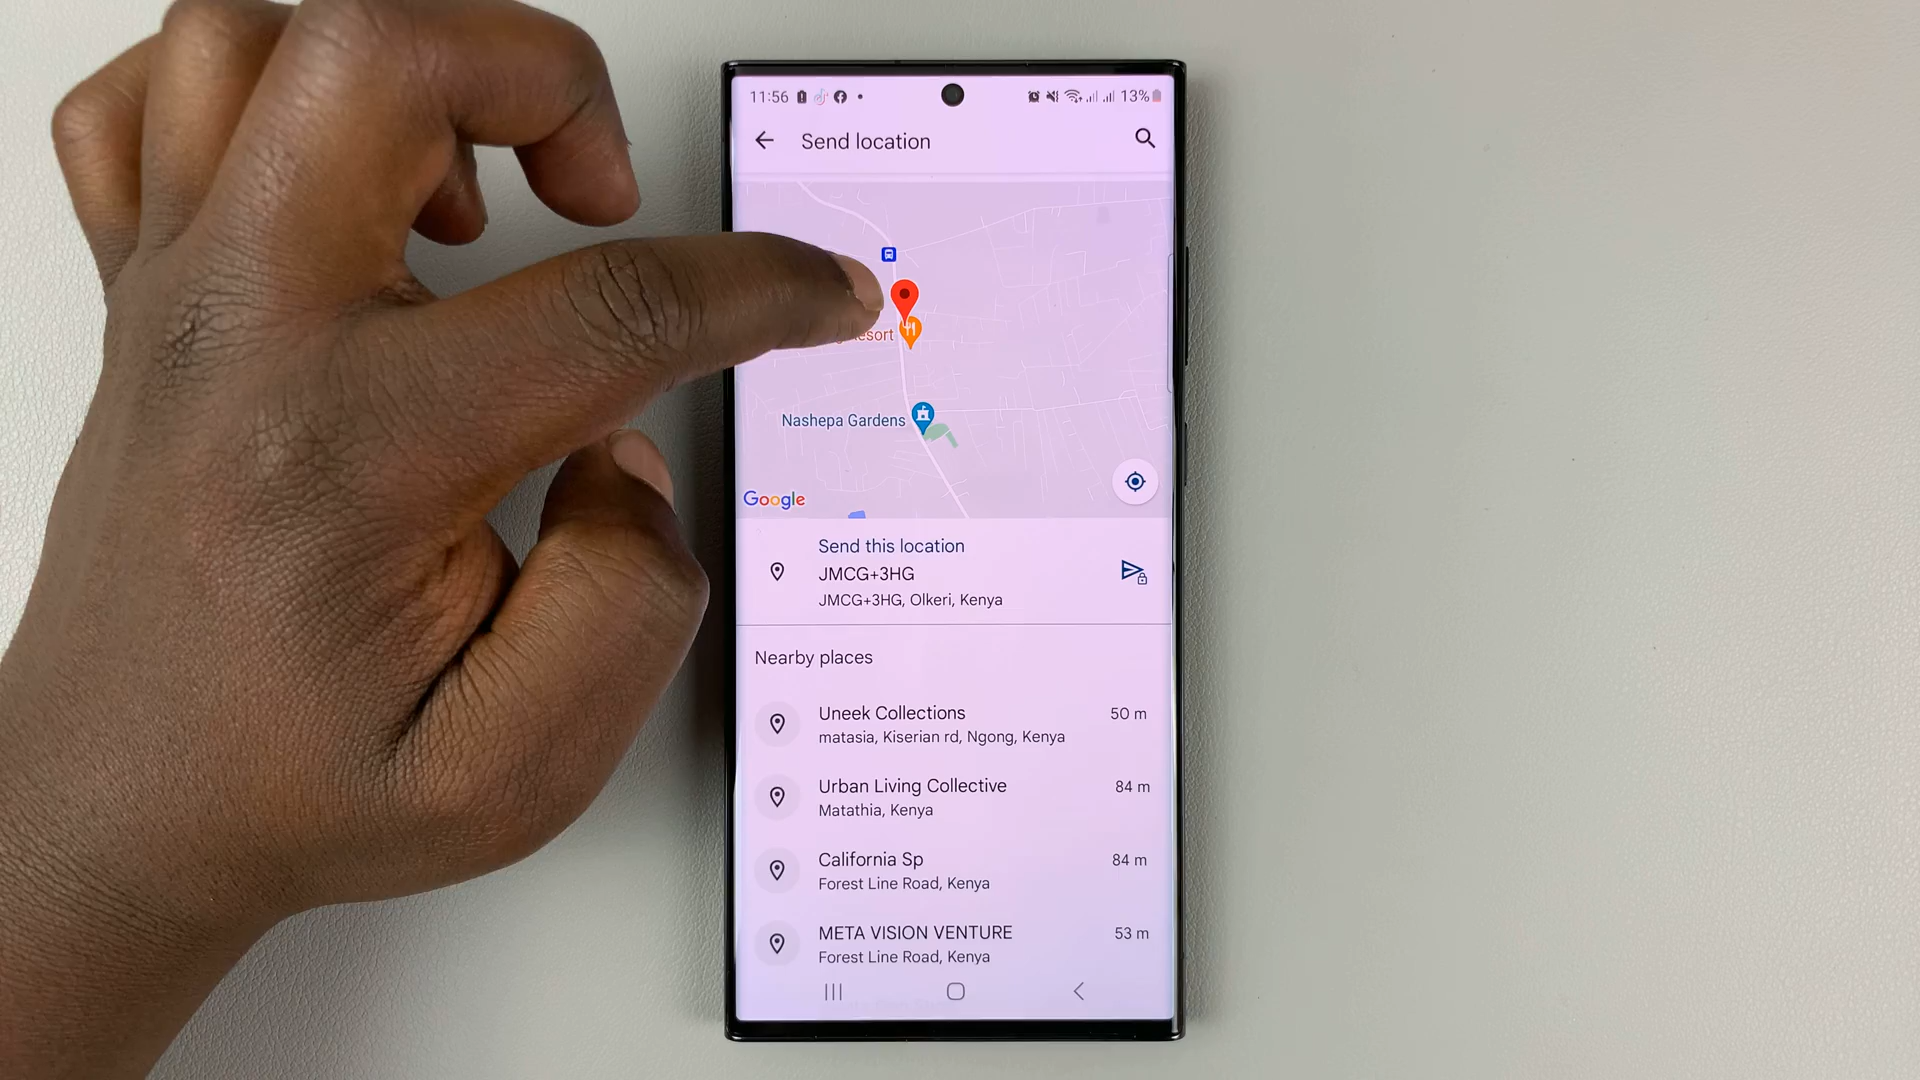 11:56
13%
Send location
Resort
Nashepa Gardens
Google
Send this location
JMCG+3HG
JMCG+3HG, Olkeri, Kenya
Nearby places
Uneek Collections
50 m
matasia, Kiserian rd, Ngong, Kenya
Urban Living Collective
84 m
Matathia, Kenya
California Sp
84 m
Forest Line Road, Kenya
META VISION VENTURE
53 m
Forest Line Road, Kenya